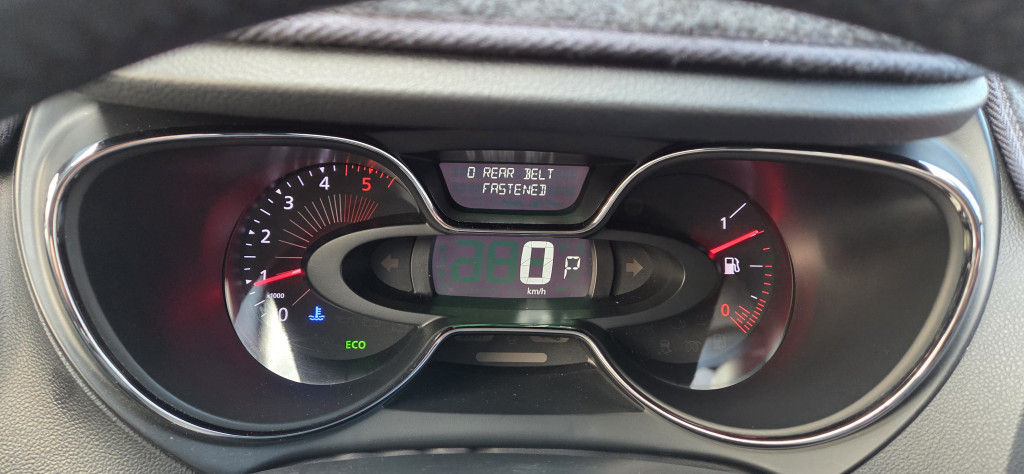 0 REAR BELT
FASTENED
5
4
3
2
1
x1000
0
0 P
km/h
ECO
1
0